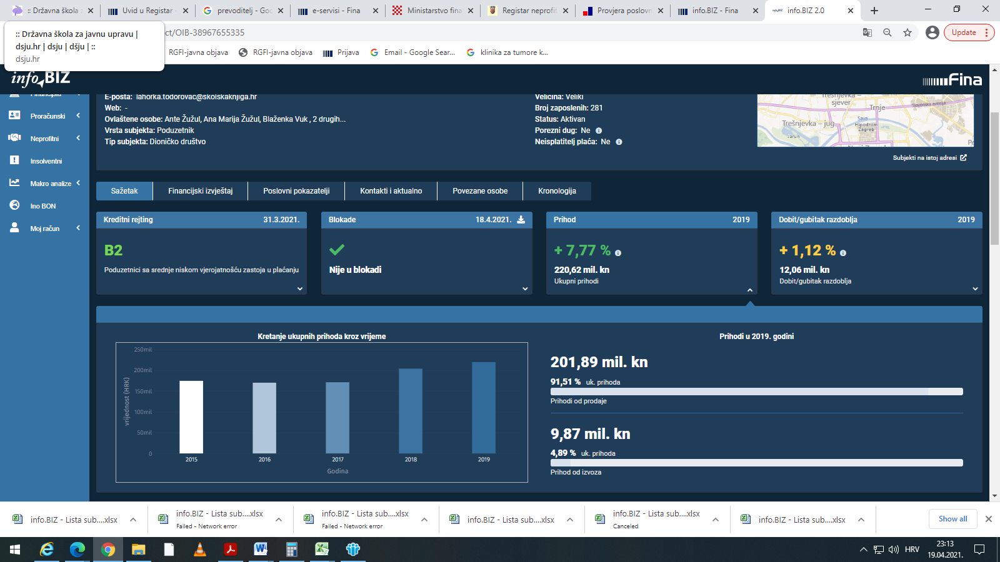 :: Državna škola z
Uvid u Registar -
prevoditelj - Goo
e-servisi - Fina
Ministarstvo fina
Registar neprofit
Provjera poslovn
info.BIZ - Fina
info.BIZ 2.0
:: Državna škola za javnu upravu |
dsju.hr | dsju | dšju | ::
dsju.hr
ct/OIB-38967655335
Update
RGFI-javna objava
RGFI-javna objava
Prijava
Email - Google Sear...
klinika za tumore k...
info.BIZ
Fina
Financijski
Proračunski
Neprofitni
Insolventni
Makro analize
Ino BON
Moj račun
E-pošta: lahorka.todorovac@skolskaknjiga.hr
Web: -
Ovlaštene osobe: Ante Žužul, Ana Marija Žužul, Blaženka Vuk , 2 drugih...
Vrsta subjekta: Poduzetnik
Tip subjekta: Dioničko društvo
Veličina: Veliki
Broj zaposlenih: 281
Status: Aktivan
Porezni dug: Ne
Neisplatitelj plaća: Ne
Trešnjevka –
sjever
Trnje
Slavonska avenija
Trešnjevka – jug
Sava
Hipodrom
Zagreb
Jarun
Novi Zagreb
Subjekti na istoj adresi
Sažetak
Financijski izvještaj
Poslovni pokazatelji
Kontakti i aktualno
Povezane osobe
Kronologija
Kreditni rejting 31.3.2021.
B2
Poduzetnici sa srednje niskom vjerojatnošću zastoja u plaćanju
Blokade 18.4.2021.
Nije u blokadi
Prihod 2019
+ 7,77 %
220,62 mil. kn
Ukupni prihodi
Dobit/gubitak razdoblja 2019
+ 1,12 %
12,06 mil. kn
Dobit/gubitak razdoblja
Kretanje ukupnih prihoda kroz vrijeme
250mil
200mil
150mil
100mil
50mil
0
vrijednost (HRK)
2015 2016 2017 2018 2019
Godina
Prihodi u 2019. godini
201,89 mil. kn
91,51 % uk. prihoda
Prihodi od prodaje
9,87 mil. kn
4,89 % uk. prihoda
Prihod od izvoza
info.BIZ - Lista sub....xlsx
info.BIZ - Lista sub....xlsx
Failed - Network error
info.BIZ - Lista sub....xlsx
Failed - Network error
info.BIZ - Lista sub....xlsx
info.BIZ - Lista sub....xlsx
Canceled
info.BIZ - Lista sub....xlsx
Show all
HRV
23:13
19.04.2021.